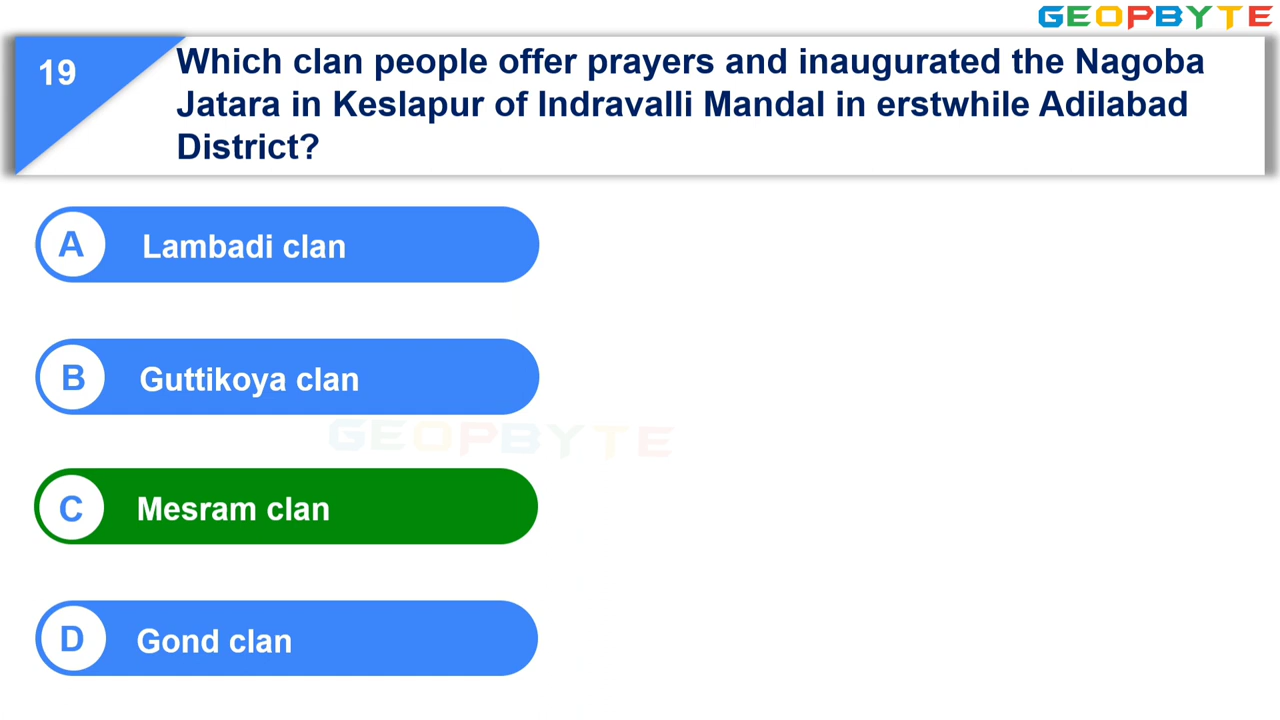 GEOPBYTE
19
Which clan people offer prayers and inaugurated the Nagoba
Jatara in Keslapur of Indravalli Mandal in erstwhile Adilabad
District?
A Lambadi clan
B Guttikoya clan
GEOPBYTE
C Mesram clan
D Gond clan